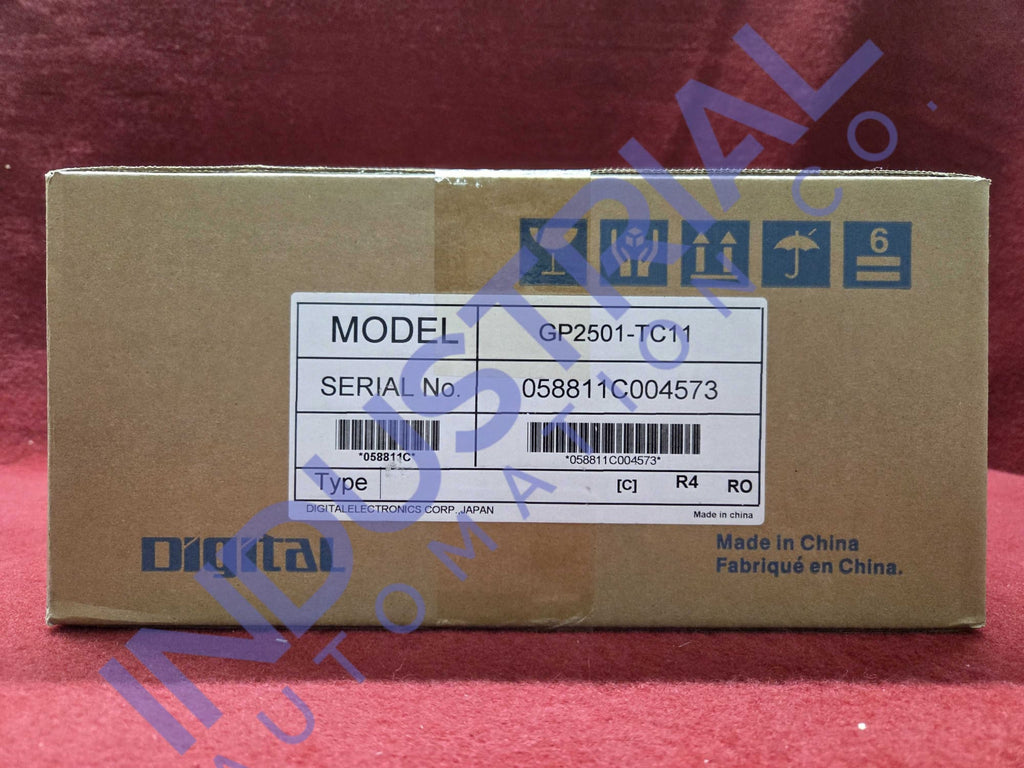 6
MODEL GP2501-TC11
SERIAL No. 058811C004573
*058811C* *058811C004573*
Type [C] R4 RO
DIGITALELECTRONICS CORP.,JAPAN Made in china
Digital
Made in China
Fabriqué en China.
INDUSTRIAL
AUTOMATION CO.